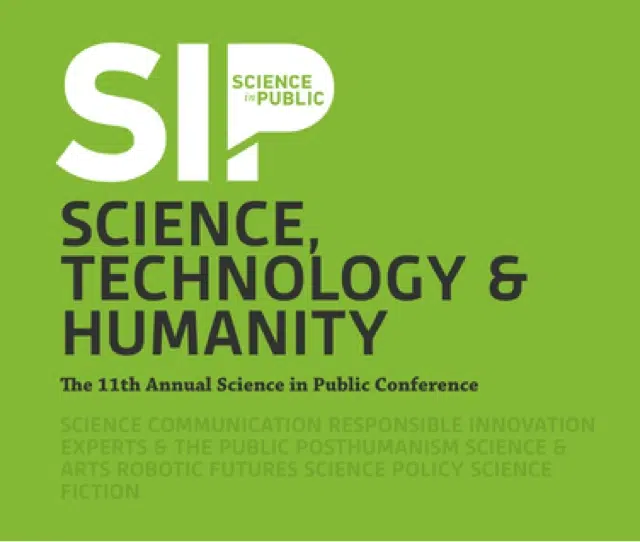 SIP
SCIENCE
in PUBLIC
SCIENCE,
TECHNOLOGY &
HUMANITY
The 11th Annual Science in Public Conference
SCIENCE COMMUNICATION RESPONSIBLE INNOVATION
EXPERTS & THE PUBLIC POSTHUMANISM SCIENCE &
ARTS ROBOTIC FUTURES SCIENCE POLICY SCIENCE
FICTION